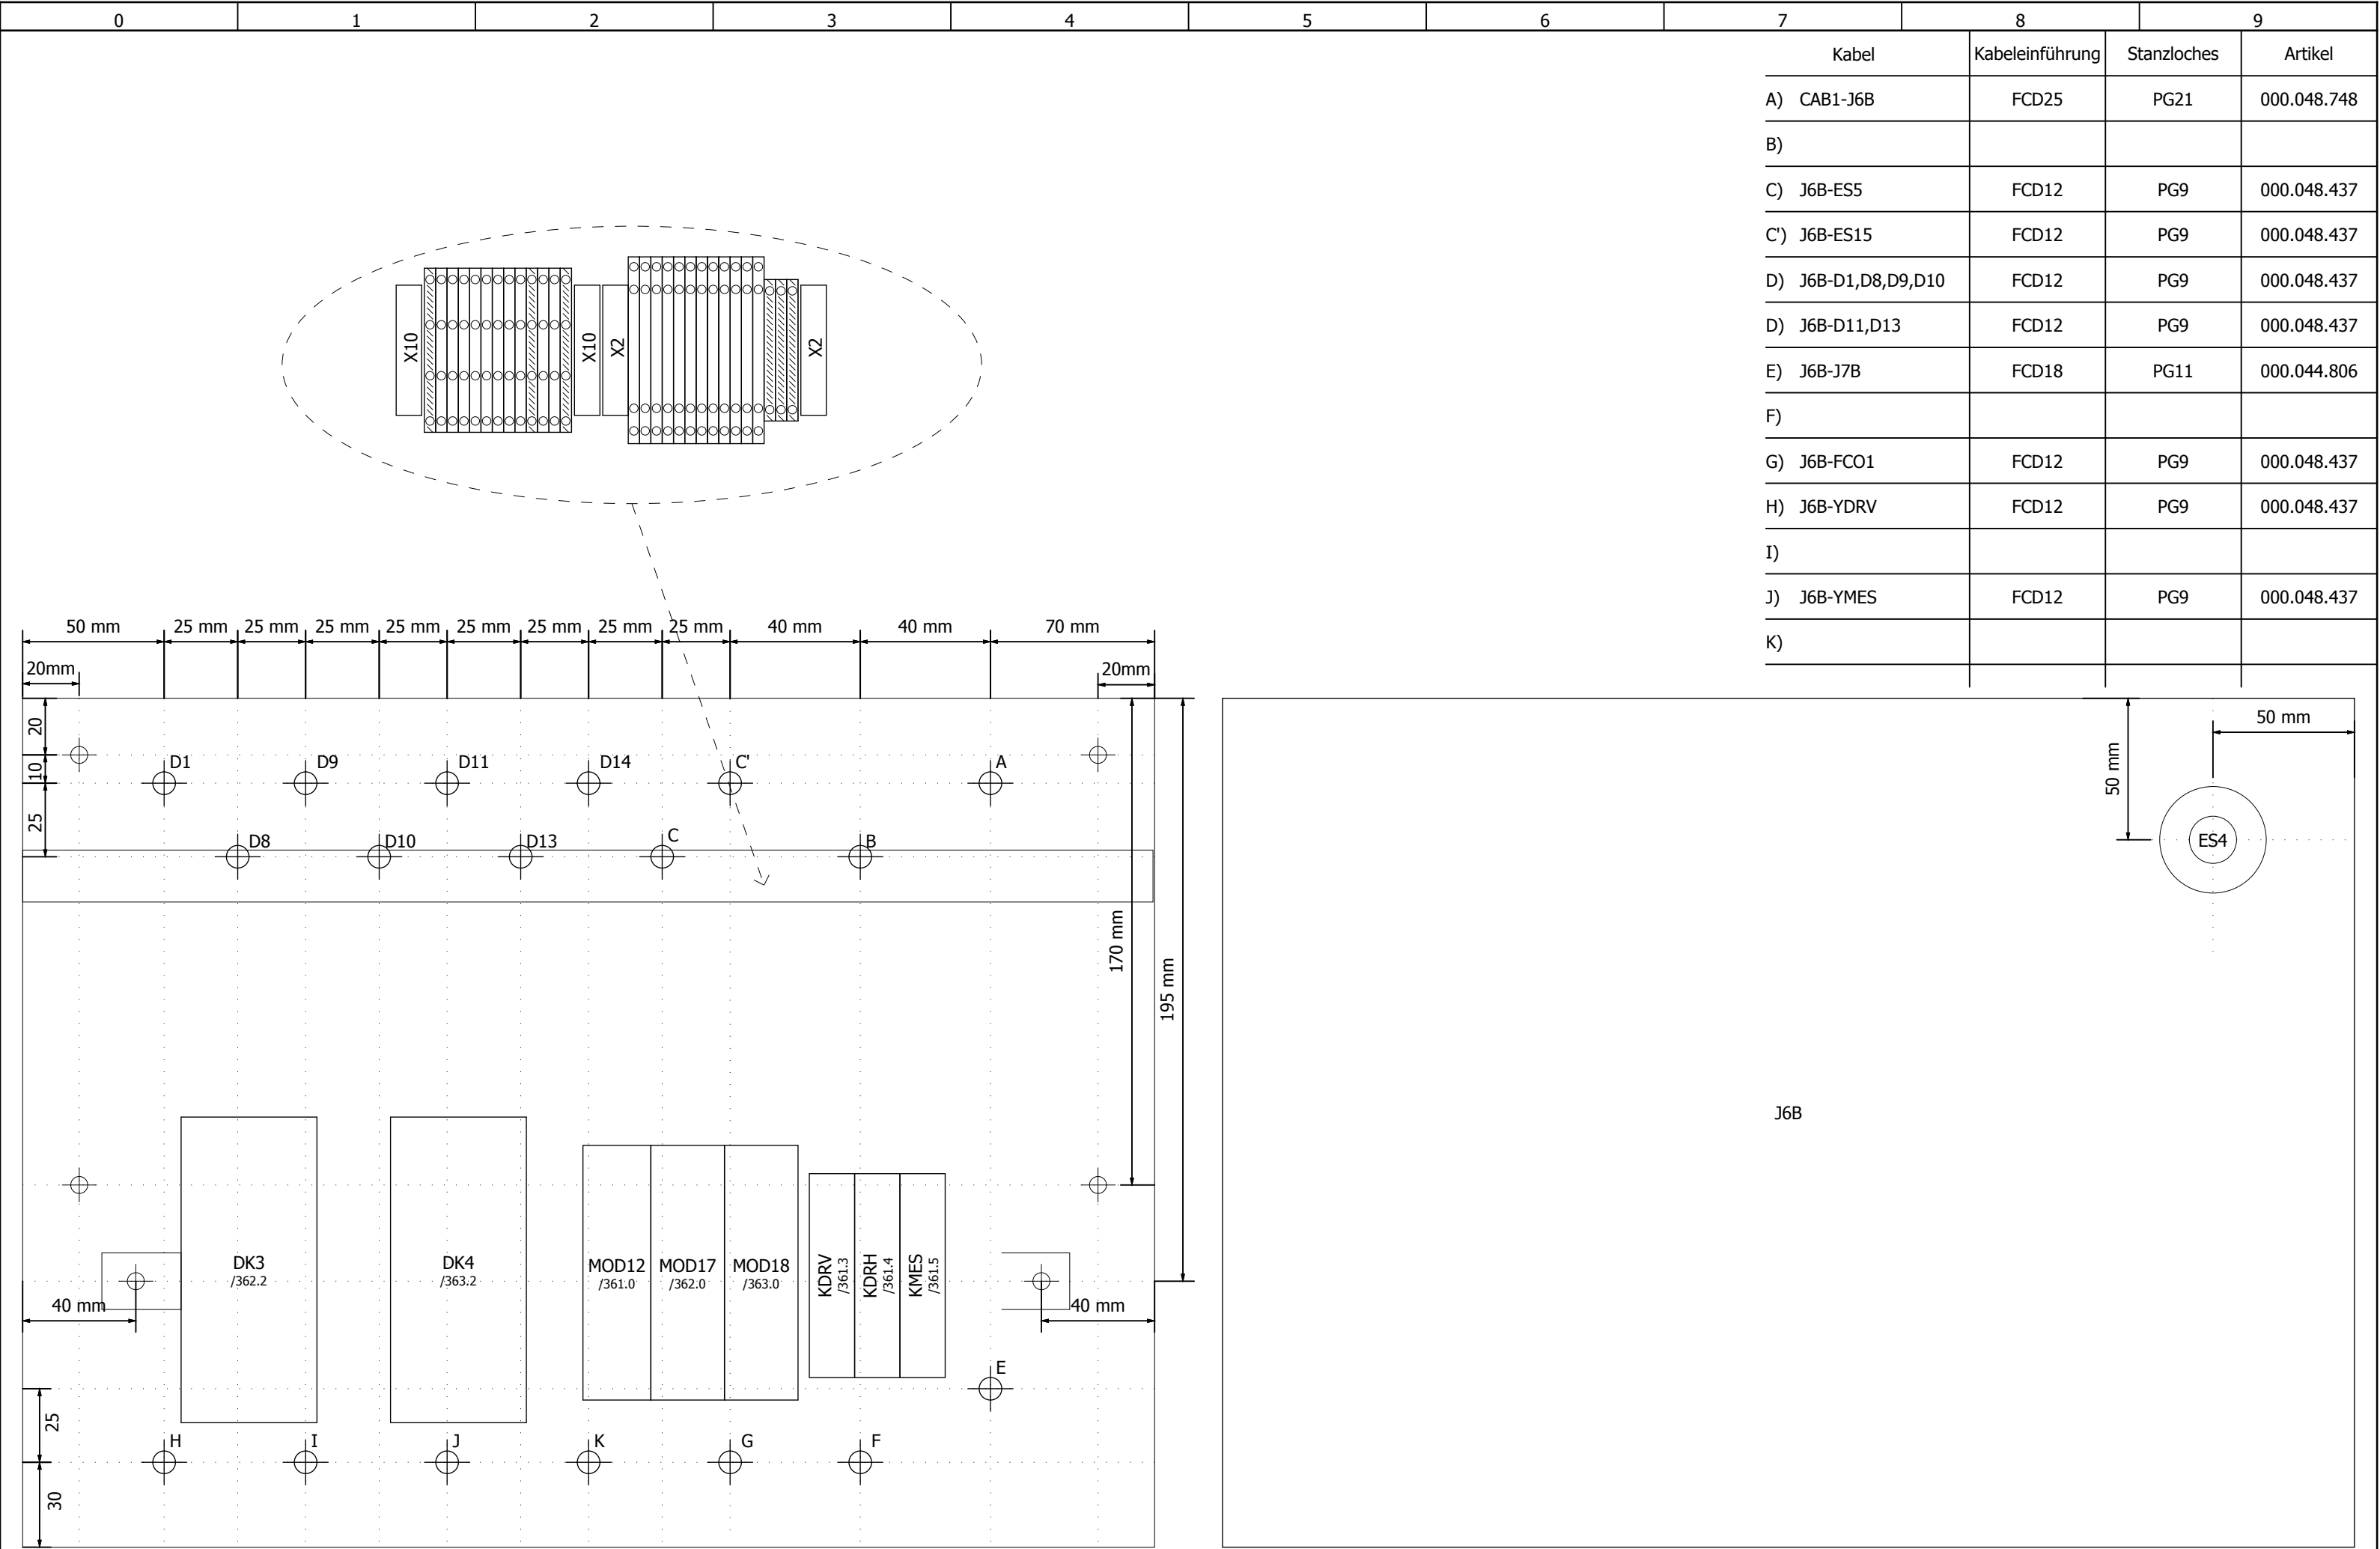 0 1 2 3 4 5 6 7 8 9
Kabel Kabeleinführung Stanzloches Artikel
A) CAB1-J6B FCD25 PG21 000.048.748
B)
C) J6B-ES5 FCD12 PG9 000.048.437
C') J6B-ES15 FCD12 PG9 000.048.437
D) J6B-D1,D8,D9,D10 FCD12 PG9 000.048.437
D) J6B-D11,D13 FCD12 PG9 000.048.437
E) J6B-J7B FCD18 PG11 000.044.806
F)
G) J6B-FCO1 FCD12 PG9 000.048.437
H) J6B-YDRV FCD12 PG9 000.048.437
I)
J) J6B-YMES FCD12 PG9 000.048.437
K)
X10 X10 X2 X2
50 mm 25 mm 25 mm 25 mm 25 mm 25 mm 25 mm 25 mm 25 mm 40 mm 40 mm 70 mm
20mm 20mm
20
10
25
D1 D9 D11 D14 C' A
D8 D10 D13 C B
170 mm
195 mm
50 mm
50 mm
ES4
J6B
DK3
/362.2
DK4
/363.2
MOD12
/361.0
MOD17
/362.0
MOD18
/363.0
KDRV
/361.3
KDRH
/361.4
KMES
/361.5
40 mm 40 mm
E
25
H I J K G F
30